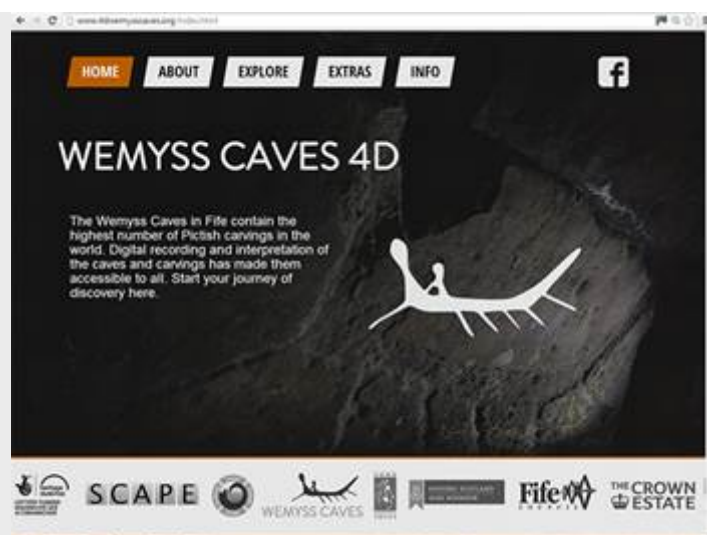 HOME ABOUT EXPLORE EXTRAS INFO f
WEMYSS CAVES 4D
The Wemyss Caves in Fife contain the
highest number of Pictish carvings in the
world. Digital recording and interpretation of
the caves and carvings has made them
accessible to all. Start your journey of
discovery here.
SCAPE
WEMYSS CAVES
Fife
COUNCIL
THE CROWN
ESTATE